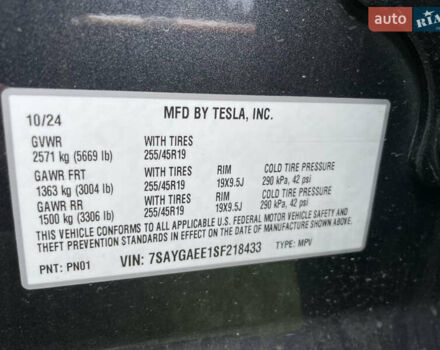 auto RIA
10/24 MFD BY TESLA, INC.
GVWR WITH TIRES
2571 kg (5669 lb) 255/45R19
GAWR FRT WITH TIRES RIM COLD TIRE PRESSURE
1363 kg (3004 lb) 255/45R19 19X9.5J 290 kPa, 42 psi
GAWR RR WITH TIRES RIM COLD TIRE PRESSURE
1500 kg (3306 lb) 255/45R19 19X9.5J 290 kPa, 42 psi
THIS VEHICLE CONFORMS TO ALL APPLICABLE U.S. FEDERAL MOTOR VEHICLE SAFETY AND
THEFT PREVENTION STANDARDS IN EFFECT ON THE DATE OF MANUFACTURE SHOWN ABOVE.
PNT: PN01 VIN: 7SAYGAEE1SF218433 TYPE: MPV